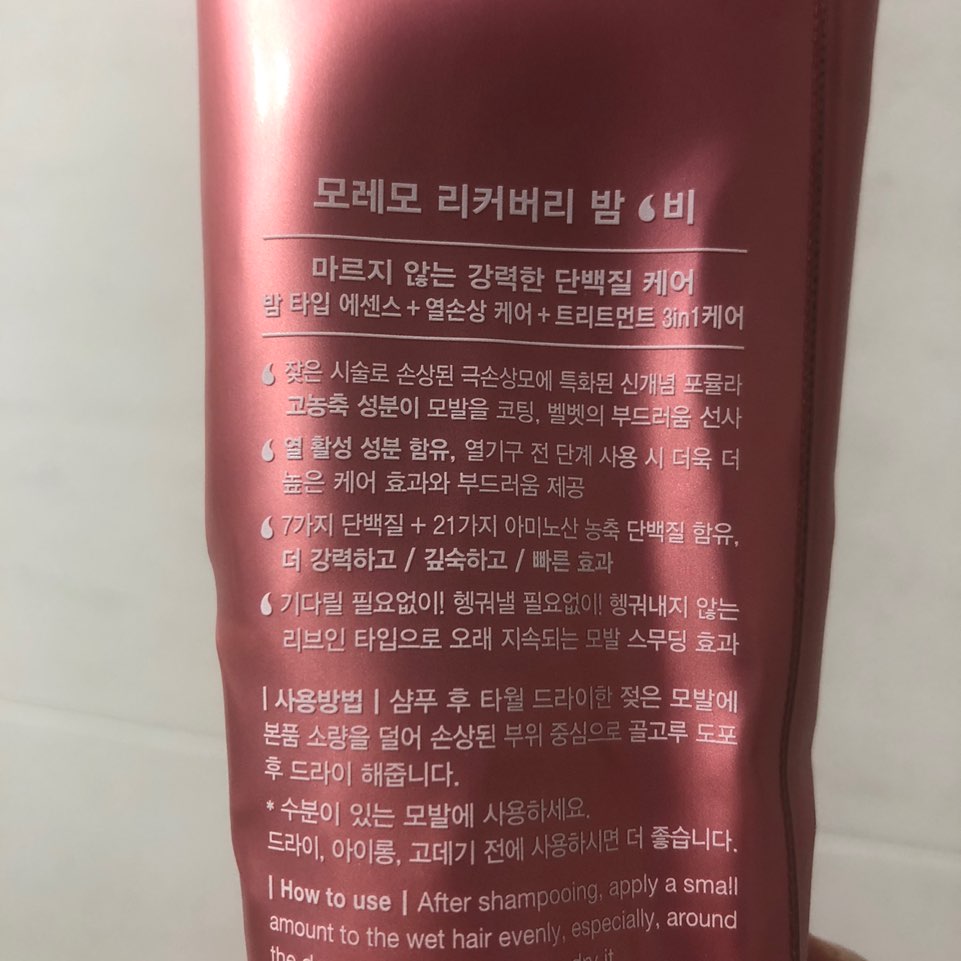 모레모 리커버리 밤 비
마르지 않는 강력한 단백질 케어
밤 타입 에센스 + 열손상 케어 + 트리트먼트 3in1케어
잦은 시술로 손상된 극손상모에 특화된 신개념 포뮬라
고농축 성분이 모발을 코팅, 벨벳의 부드러움 선사
열 활성 성분 함유, 열기구 전 단계 사용 시 더욱 더
높은 케어 효과와 부드러움 제공
7가지 단백질 + 21가지 아미노산 농축 단백질 함유,
더 강력하고 / 깊숙하고 / 빠른 효과
기다릴 필요없이! 헹궈낼 필요없이! 헹궈내지 않는
리브인 타입으로 오래 지속되는 모발 스무딩 효과
| 사용방법 | 샴푸 후 타월 드라이한 젖은 모발에
본품 소량을 덜어 손상된 부위 중심으로 골고루 도포
후 드라이 해줍니다.
* 수분이 있는 모발에 사용하세요.
드라이, 아이롱, 고데기 전에 사용하시면 더 좋습니다.
| How to use | After shampooing, apply a small
amount to the wet hair evenly, especially, around
the dry it